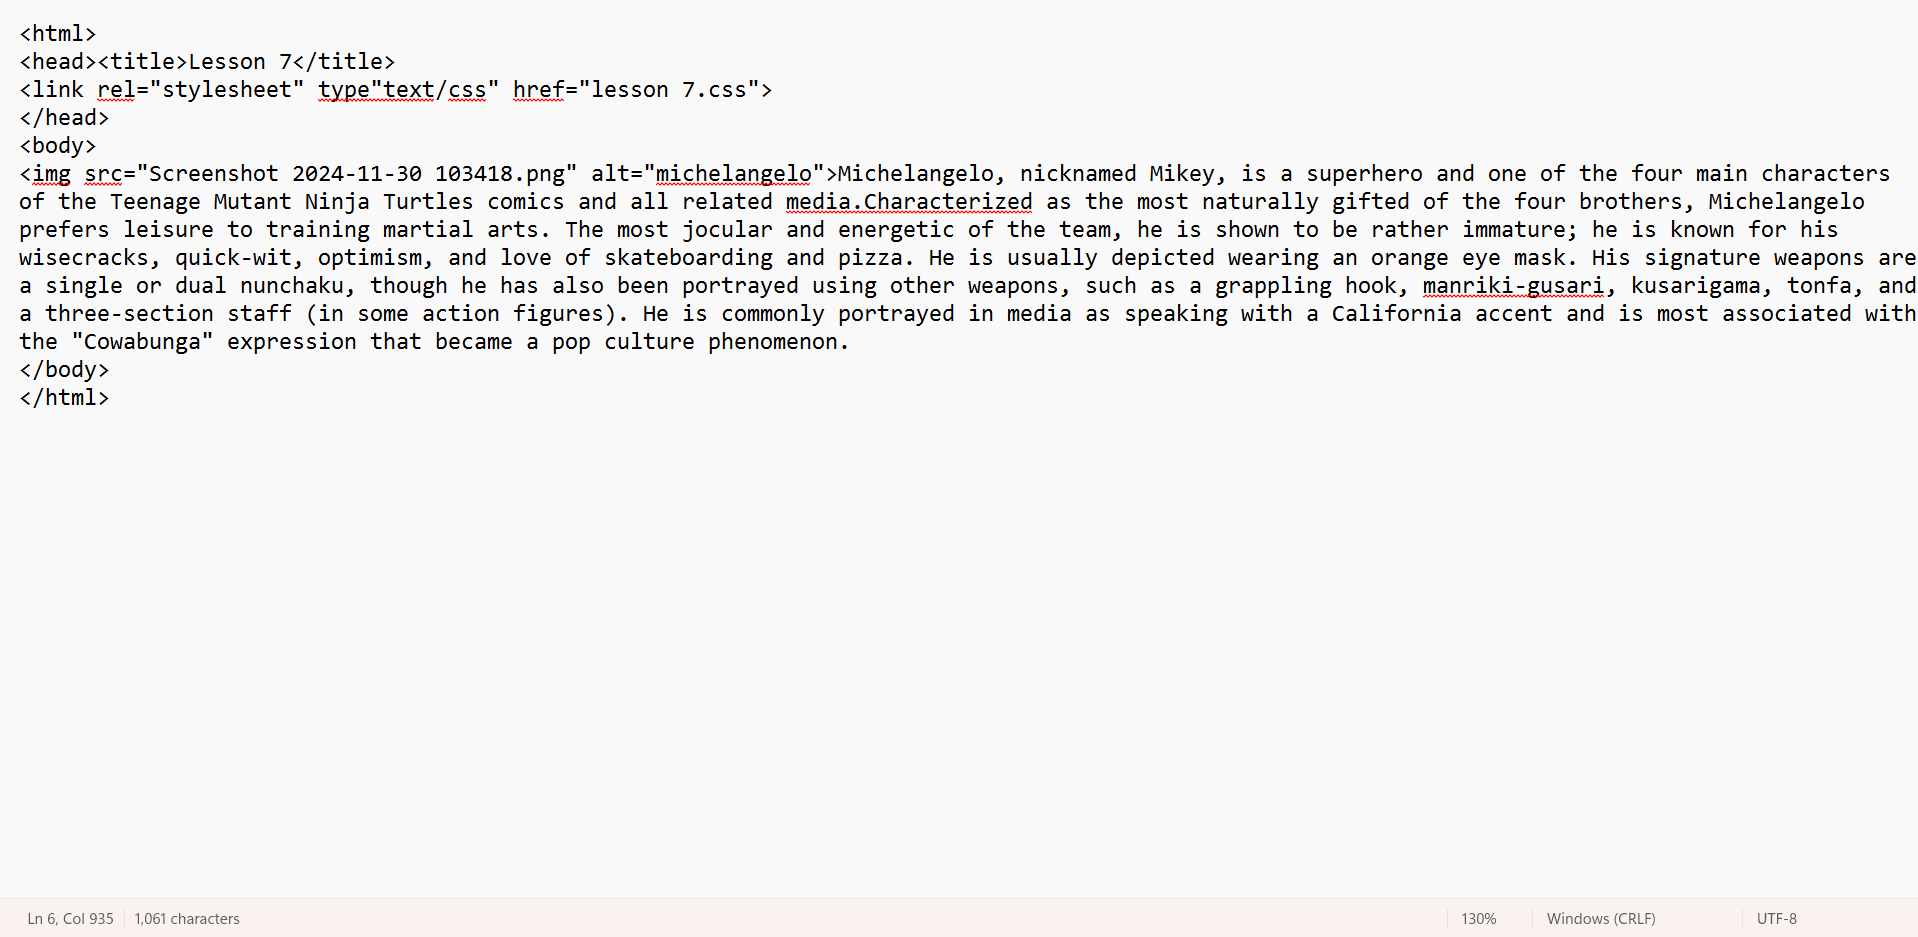 <html>
<head><title>Lesson 7</title>
<link rel="stylesheet" type"text/css" href="lesson 7.css">
</head>
<body>
<img src="Screenshot 2024-11-30 103418.png" alt="michelangelo">Michelangelo, nicknamed Mikey, is a superhero and one of the four main characters
of the Teenage Mutant Ninja Turtles comics and all related media.Characterized as the most naturally gifted of the four brothers, Michelangelo
prefers leisure to training martial arts. The most jocular and energetic of the team, he is shown to be rather immature; he is known for his
wisecracks, quick-wit, optimism, and love of skateboarding and pizza. He is usually depicted wearing an orange eye mask. His signature weapons are
a single or dual nunchaku, though he has also been portrayed using other weapons, such as a grappling hook, manriki-gusari, kusarigama, tonfa, and
a three-section staff (in some action figures). He is commonly portrayed in media as speaking with a California accent and is most associated with
the "Cowabunga" expression that became a pop culture phenomenon.
</body>
</html>
Ln 6, Col 935 1,061 characters 130% Windows (CRLF) UTF-8